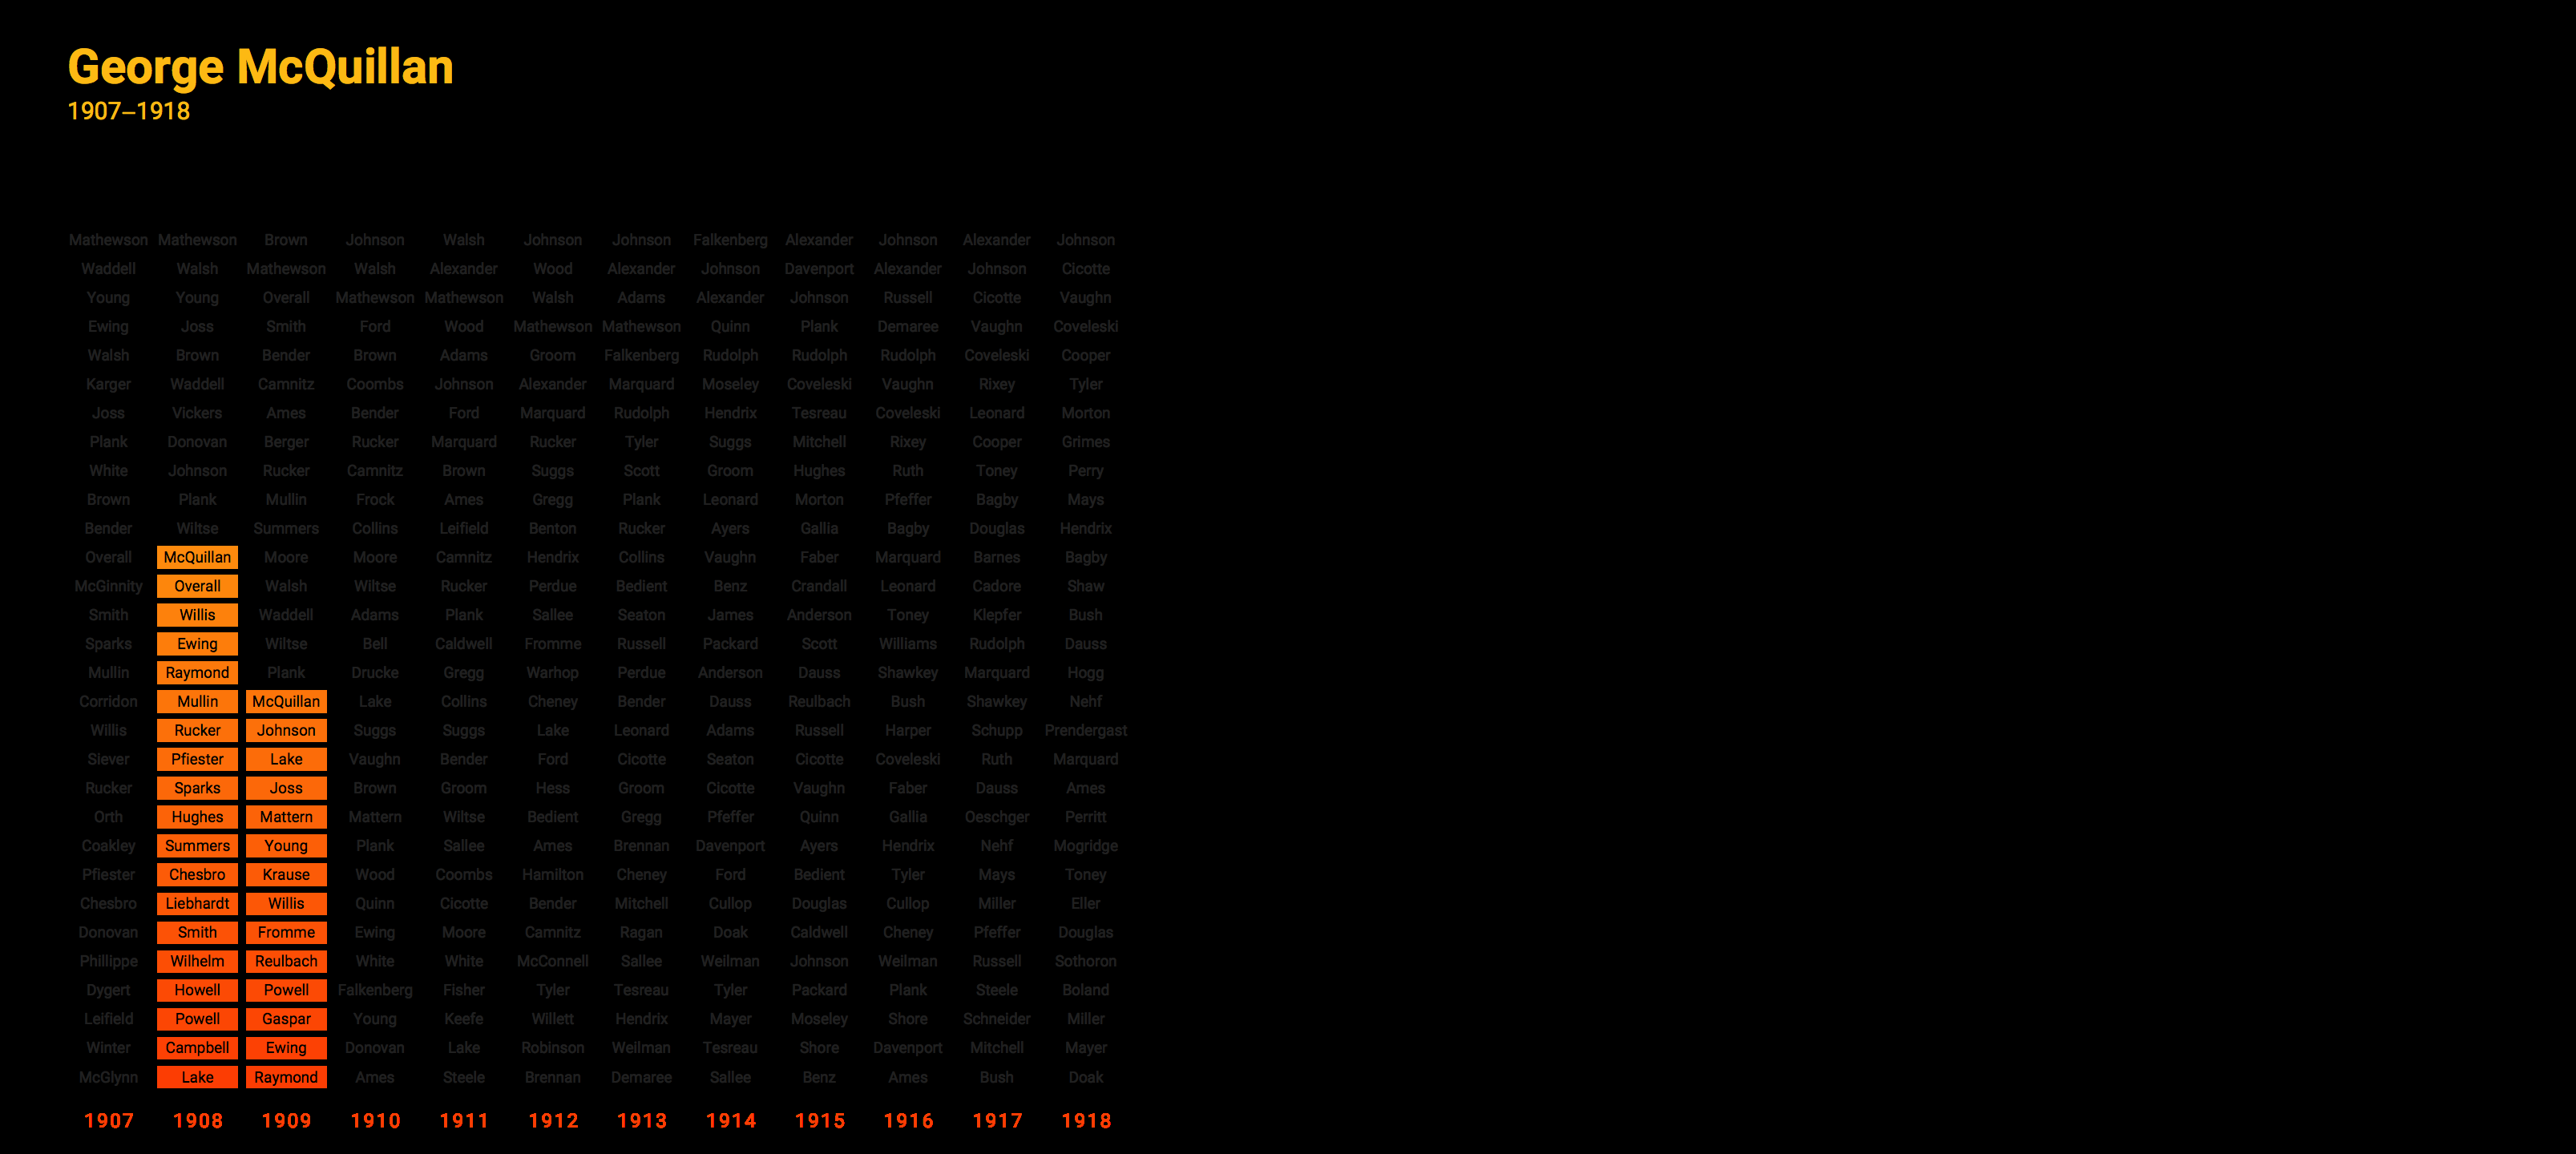 George McQuillan
1907–1918
Mathewson Mathewson Brown Johnson Walsh Johnson Johnson Falkenberg Alexander Johnson Alexander Johnson
Waddell Walsh Mathewson Walsh Alexander Wood Alexander Johnson Davenport Alexander Johnson Cicotte
Young Young Overall Mathewson Mathewson Walsh Adams Alexander Johnson Russell Cicotte Vaughn
Ewing Joss Smith Ford Wood Mathewson Mathewson Quinn Plank Demaree Vaughn Coveleski
Walsh Brown Bender Brown Adams Groom Falkenberg Rudolph Rudolph Rudolph Coveleski Cooper
Karger Waddell Camnitz Coombs Johnson Alexander Marquard Moseley Coveleski Vaughn Rixey Tyler
Joss Vickers Ames Bender Ford Marquard Rudolph Hendrix Tesreau Coveleski Leonard Morton
Plank Donovan Berger Rucker Marquard Rucker Tyler Suggs Mitchell Rixey Cooper Grimes
White Johnson Rucker Camnitz Brown Suggs Scott Groom Hughes Ruth Toney Perry
Brown Plank Mullin Frock Ames Gregg Plank Leonard Morton Pfeffer Bagby Mays
Bender Wiltse Summers Collins Leifield Benton Rucker Ayers Gallia Bagby Douglas Hendrix
Overall McQuillan Moore Moore Camnitz Hendrix Collins Vaughn Faber Marquard Barnes Bagby
McGinnity Overall Walsh Wiltse Rucker Perdue Bedient Benz Crandall Leonard Cadore Shaw
Smith Willis Waddell Adams Plank Sallee Seaton James Anderson Toney Klepfer Bush
Sparks Ewing Wiltse Bell Caldwell Fromme Russell Packard Scott Williams Rudolph Dauss
Mullin Raymond Plank Drucke Gregg Warhop Perdue Anderson Dauss Shawkey Marquard Hogg
Corridon Mullin McQuillan Lake Collins Cheney Bender Dauss Reulbach Bush Shawkey Nehf
Willis Rucker Johnson Suggs Suggs Lake Leonard Adams Russell Harper Schupp Prendergast
Siever Pfiester Lake Vaughn Bender Ford Cicotte Seaton Cicotte Coveleski Ruth Marquard
Rucker Sparks Joss Brown Groom Hess Groom Cicotte Vaughn Faber Dauss Ames
Orth Hughes Mattern Mattern Wiltse Bedient Gregg Pfeffer Quinn Gallia Oeschger Perritt
Coakley Summers Young Plank Sallee Ames Brennan Davenport Ayers Hendrix Nehf Mogridge
Pfiester Chesbro Krause Wood Coombs Hamilton Cheney Ford Bedient Tyler Mays Toney
Chesbro Liebhardt Willis Quinn Cicotte Bender Mitchell Cullop Douglas Cullop Miller Eller
Donovan Smith Fromme Ewing Moore Camnitz Ragan Doak Caldwell Cheney Pfeffer Douglas
Phillippe Wilhelm Reulbach White White McConnell Sallee Weilman Johnson Weilman Russell Sothoron
Dygert Howell Powell Falkenberg Fisher Tyler Tesreau Tyler Packard Plank Steele Boland
Leifield Powell Gaspar Young Keefe Willett Hendrix Mayer Moseley Shore Schneider Miller
Winter Campbell Ewing Donovan Lake Robinson Weilman Tesreau Shore Davenport Mitchell Mayer
McGlynn Lake Raymond Ames Steele Brennan Demaree Sallee Benz Ames Bush Doak
1907 1908 1909 1910 1911 1912 1913 1914 1915 1916 1917 1918